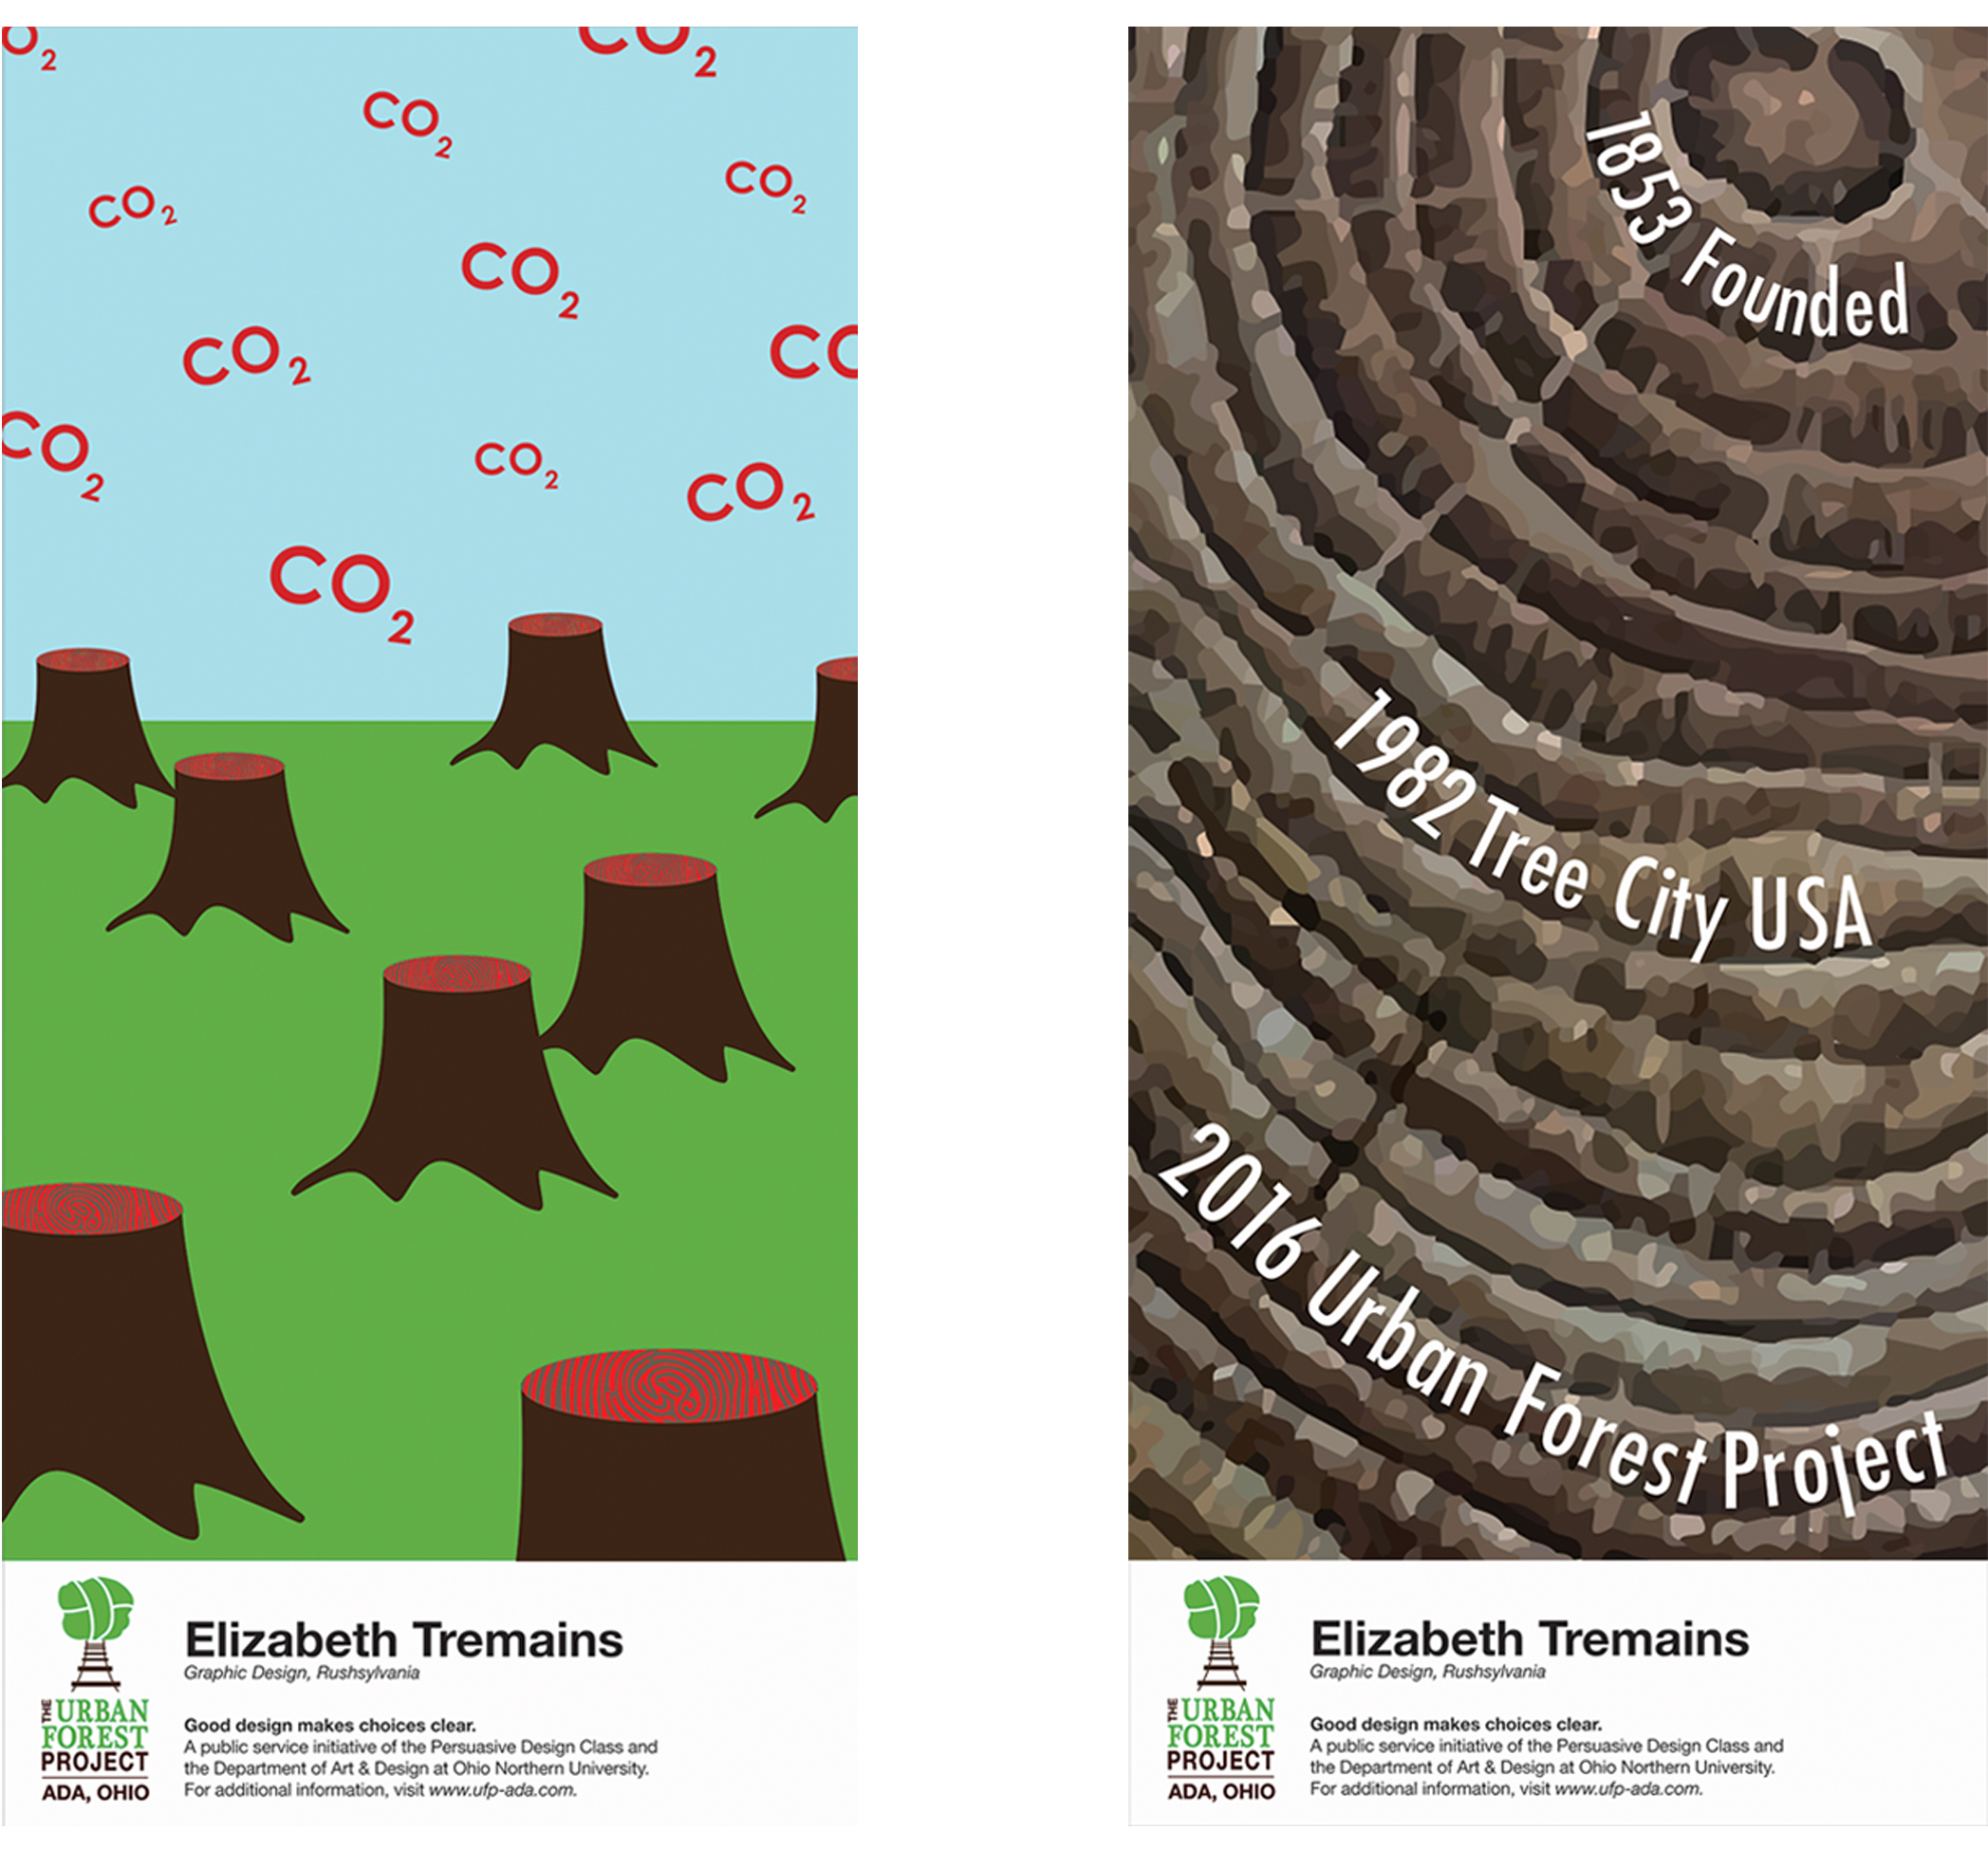 O2
CO2
CO2
CO2
CO2
CO2
CO2
CO
CO2
CO2
CO2
CO2
Elizabeth Tremains
Graphic Design, Rushsylvania
THE URBAN
FOREST
PROJECT
ADA, OHIO
Good design makes choices clear.
A public service initiative of the Persuasive Design Class and
the Department of Art & Design at Ohio Northern University.
For additional information, visit www.ufp-ada.com.
1853 Founded
1982 Tree City USA
2016 Urban Forest Project
Elizabeth Tremains
Graphic Design, Rushsylvania
THE URBAN
FOREST
PROJECT
ADA, OHIO
Good design makes choices clear.
A public service initiative of the Persuasive Design Class and
the Department of Art & Design at Ohio Northern University.
For additional information, visit www.ufp-ada.com.